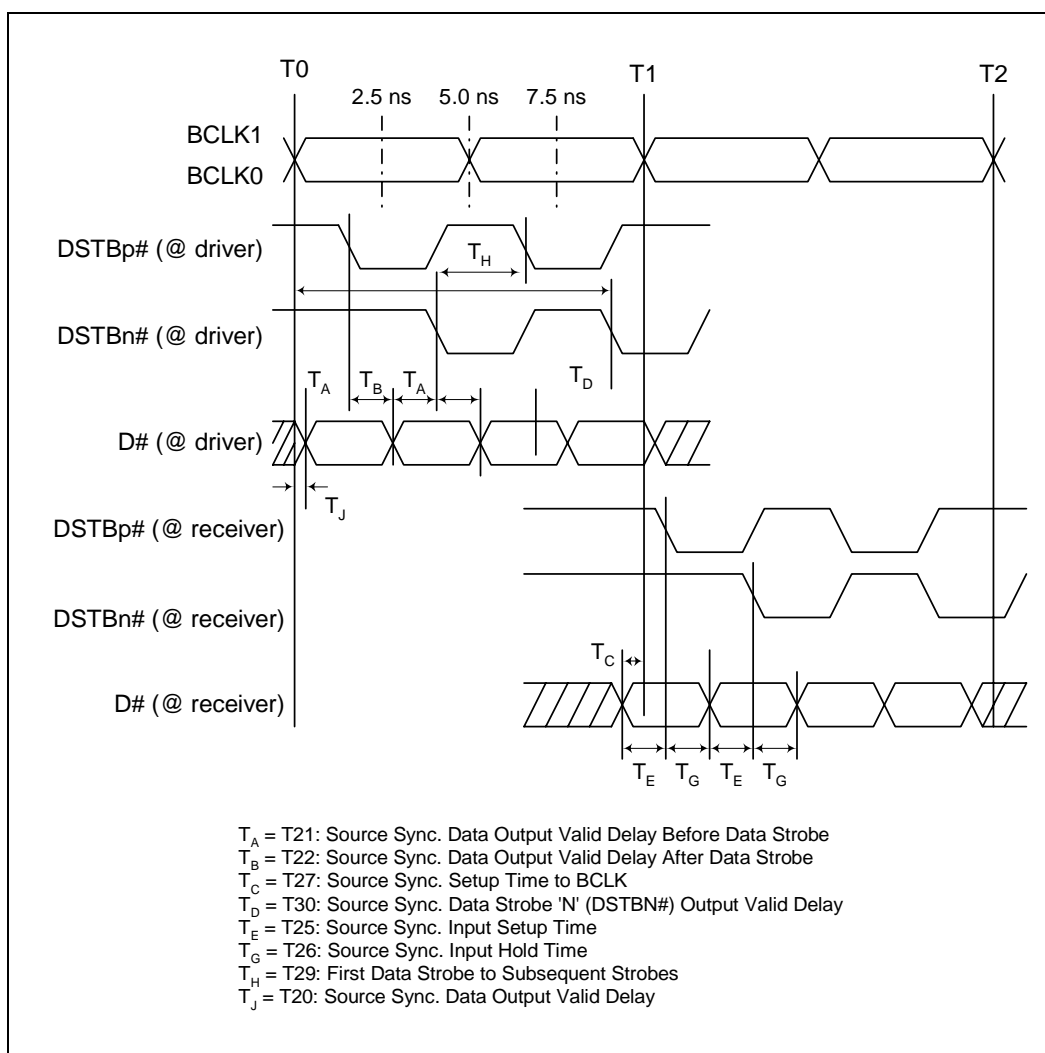 T0
T1
T2
2.5 ns
5.0 ns
7.5 ns
BCLK1
BCLK0
DSTBp# (@ driver)
TH
DSTBn# (@ driver)
TA
TB
TA
TD
D# (@ driver)
TJ
DSTBp# (@ receiver)
DSTBn# (@ receiver)
TC
D# (@ receiver)
TE
TG
TE
TG
TA = T21: Source Sync. Data Output Valid Delay Before Data Strobe
TB = T22: Source Sync. Data Output Valid Delay After Data Strobe
TC = T27: Source Sync. Setup Time to BCLK
TD = T30: Source Sync. Data Strobe 'N' (DSTBN#) Output Valid Delay
TE = T25: Source Sync. Input Setup Time
TG = T26: Source Sync. Input Hold Time
TH = T29: First Data Strobe to Subsequent Strobes
TJ = T20: Source Sync. Data Output Valid Delay